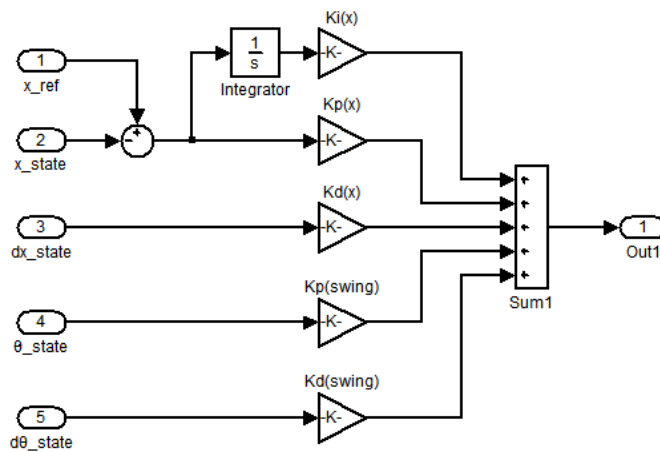 Ki(x)
1
x_ref
1
s
-K-
Integrator
+
Kp(x)
2
-
-K-
x_state
Kd(x)
+
+
3
-K-
+
1
dx_state
+
Out1
Kp(swing)
+
Sum1
4
-K-
θ_state
Kd(swing)
5
-K-
dθ_state